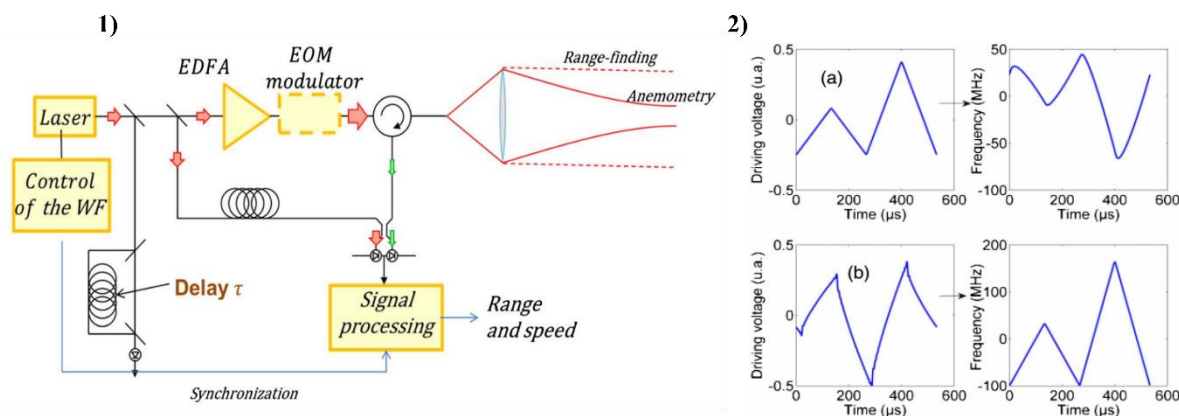 1)
EDFA
EOM
modulator
Range-finding
Anemometry
Laser
Control
of the WF
Delay τ
Signal
processing
Range
and speed
Synchronization
2)
Driving voltage (u.a.)
0.5
0
-0.5
0 200 400 600
Time (µs)
(a)
Frequency (MHz)
50
0
-50
-100
0 200 400 600
Time (µs)
Driving voltage (u.a.)
0.5
0
-0.5
0 200 400 600
Time (µs)
(b)
Frequency (MHz)
200
100
0
-100
0 200 400 600
Time (µs)